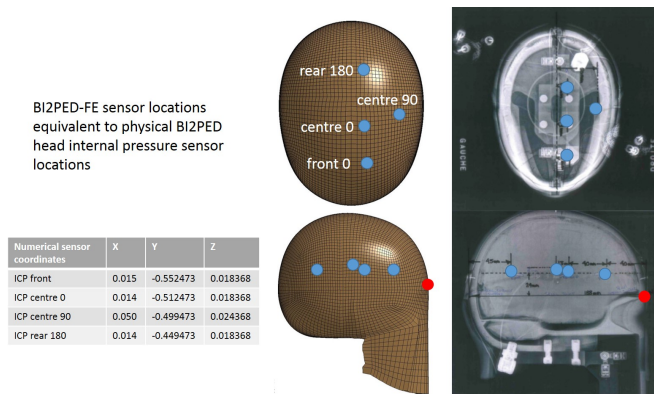 BI2PED-FE sensor locations
equivalent to physical BI2PED
head internal pressure sensor
locations
rear 180
centre 90
centre 0
front 0
GAUCHE
Numerical sensor coordinates X Y Z
ICP front 0.015 -0.552473 0.018368
ICP centre 0 0.014 -0.512473 0.018368
ICP centre 90 0.050 -0.499473 0.024368
ICP rear 180 0.014 -0.449473 0.018368